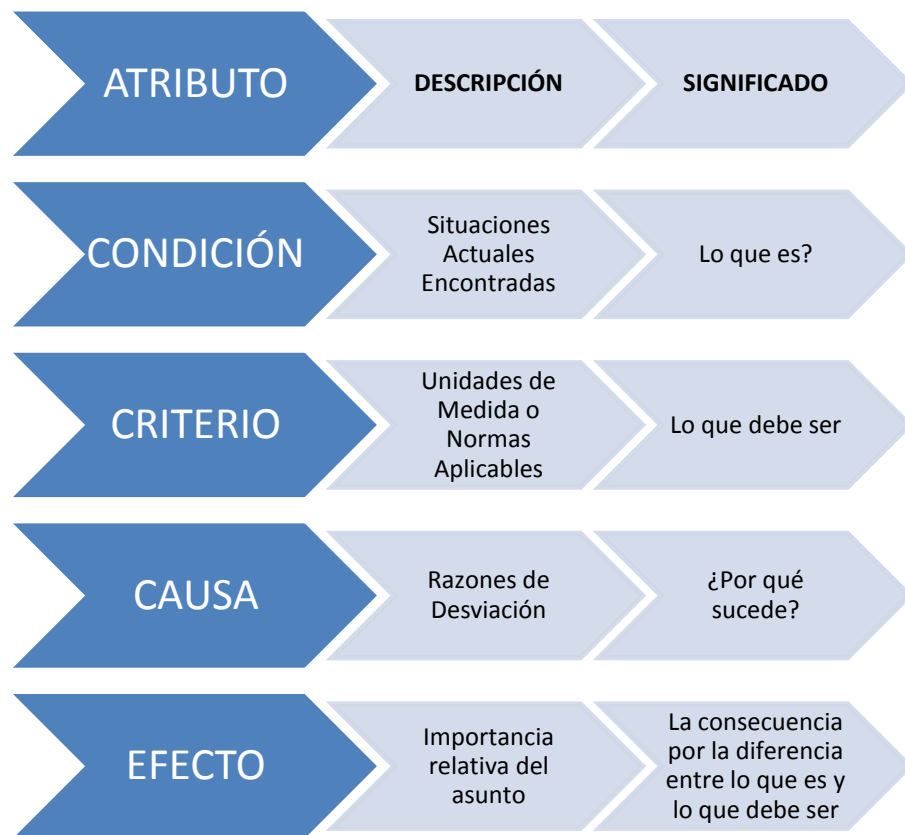 ATRIBUTO
DESCRIPCIÓN
SIGNIFICADO
CONDICIÓN
Situaciones
Actuales
Encontradas
Lo que es?
CRITERIO
Unidades de
Medida o
Normas
Aplicables
Lo que debe ser
CAUSA
Razones de
Desviación
¿Por qué
sucede?
EFECTO
Importancia
relativa del
asunto
La consecuencia
por la diferencia
entre lo que es y
lo que debe ser